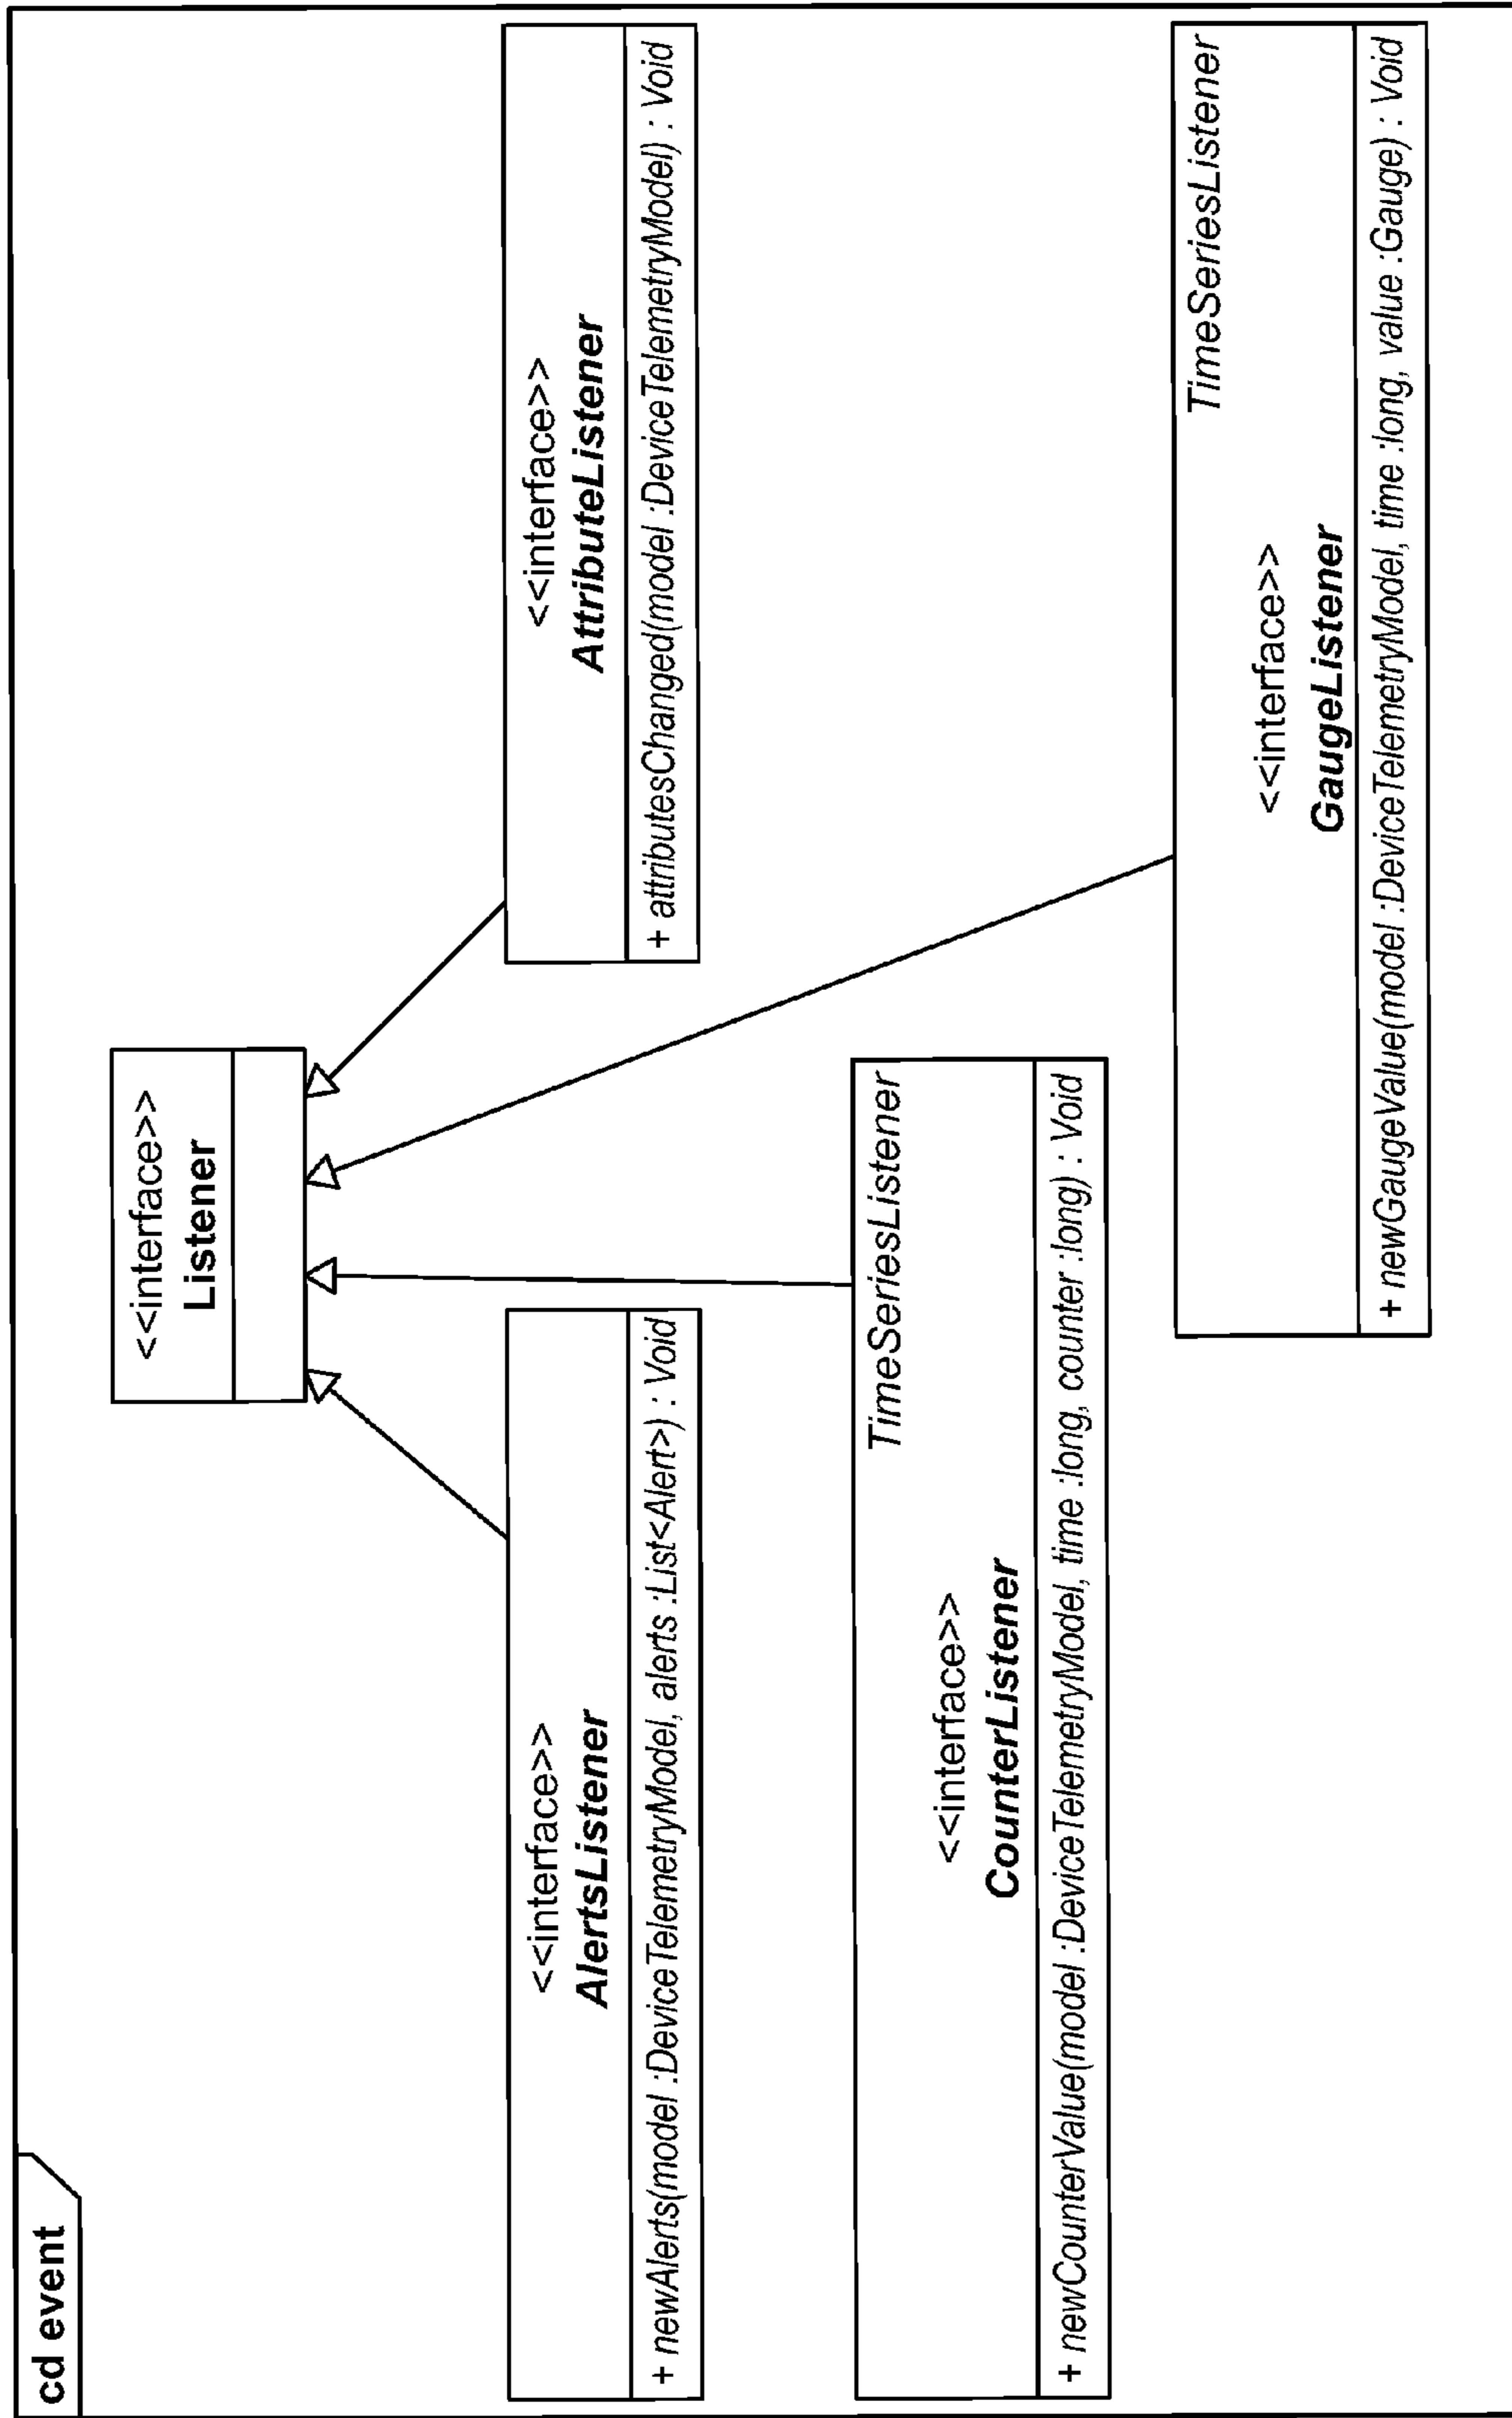 cd event
<<interface>>
Listener
<<interface>>
AlertsListener
+ newAlerts(model :DeviceTelemetryModel, alerts :List<Alert>) : Void
<<interface>>
AttributeListener
+ attributesChanged(model :DeviceTelemetryModel) : Void
TimeSeriesListener
<<interface>>
CounterListener
+ newCounterValue(model :DeviceTelemetryModel, time :long, counter :long) : Void
TimeSeriesListener
<<interface>>
GaugeListener
+ newGaugeValue(model :DeviceTelemetryModel, time :long, value :Gauge) : Void